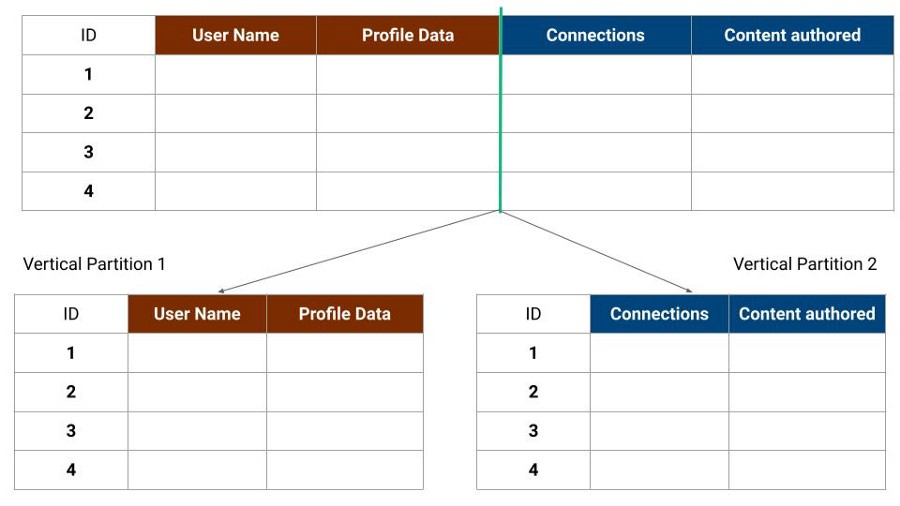 ID User Name Profile Data Connections Content authored
1
2
3
4
Vertical Partition 1
Vertical Partition 2
ID User Name Profile Data
1
2
3
4
ID Connections Content authored
1
2
3
4